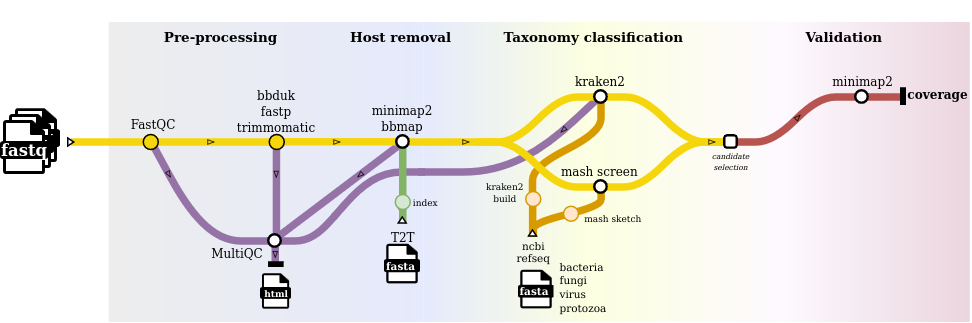 Pre-processing
Host removal
Taxonomy classification
Validation
fastq
FastQC
bbduk
fastp
trimmomatic
minimap2
bbmap
kraken2
mash screen
minimap2
coverage
candidate
selection
MultiQC
html
index
T2T
fasta
kraken2
build
mash sketch
ncbi
refseq
fasta
bacteria
fungi
virus
protozoa